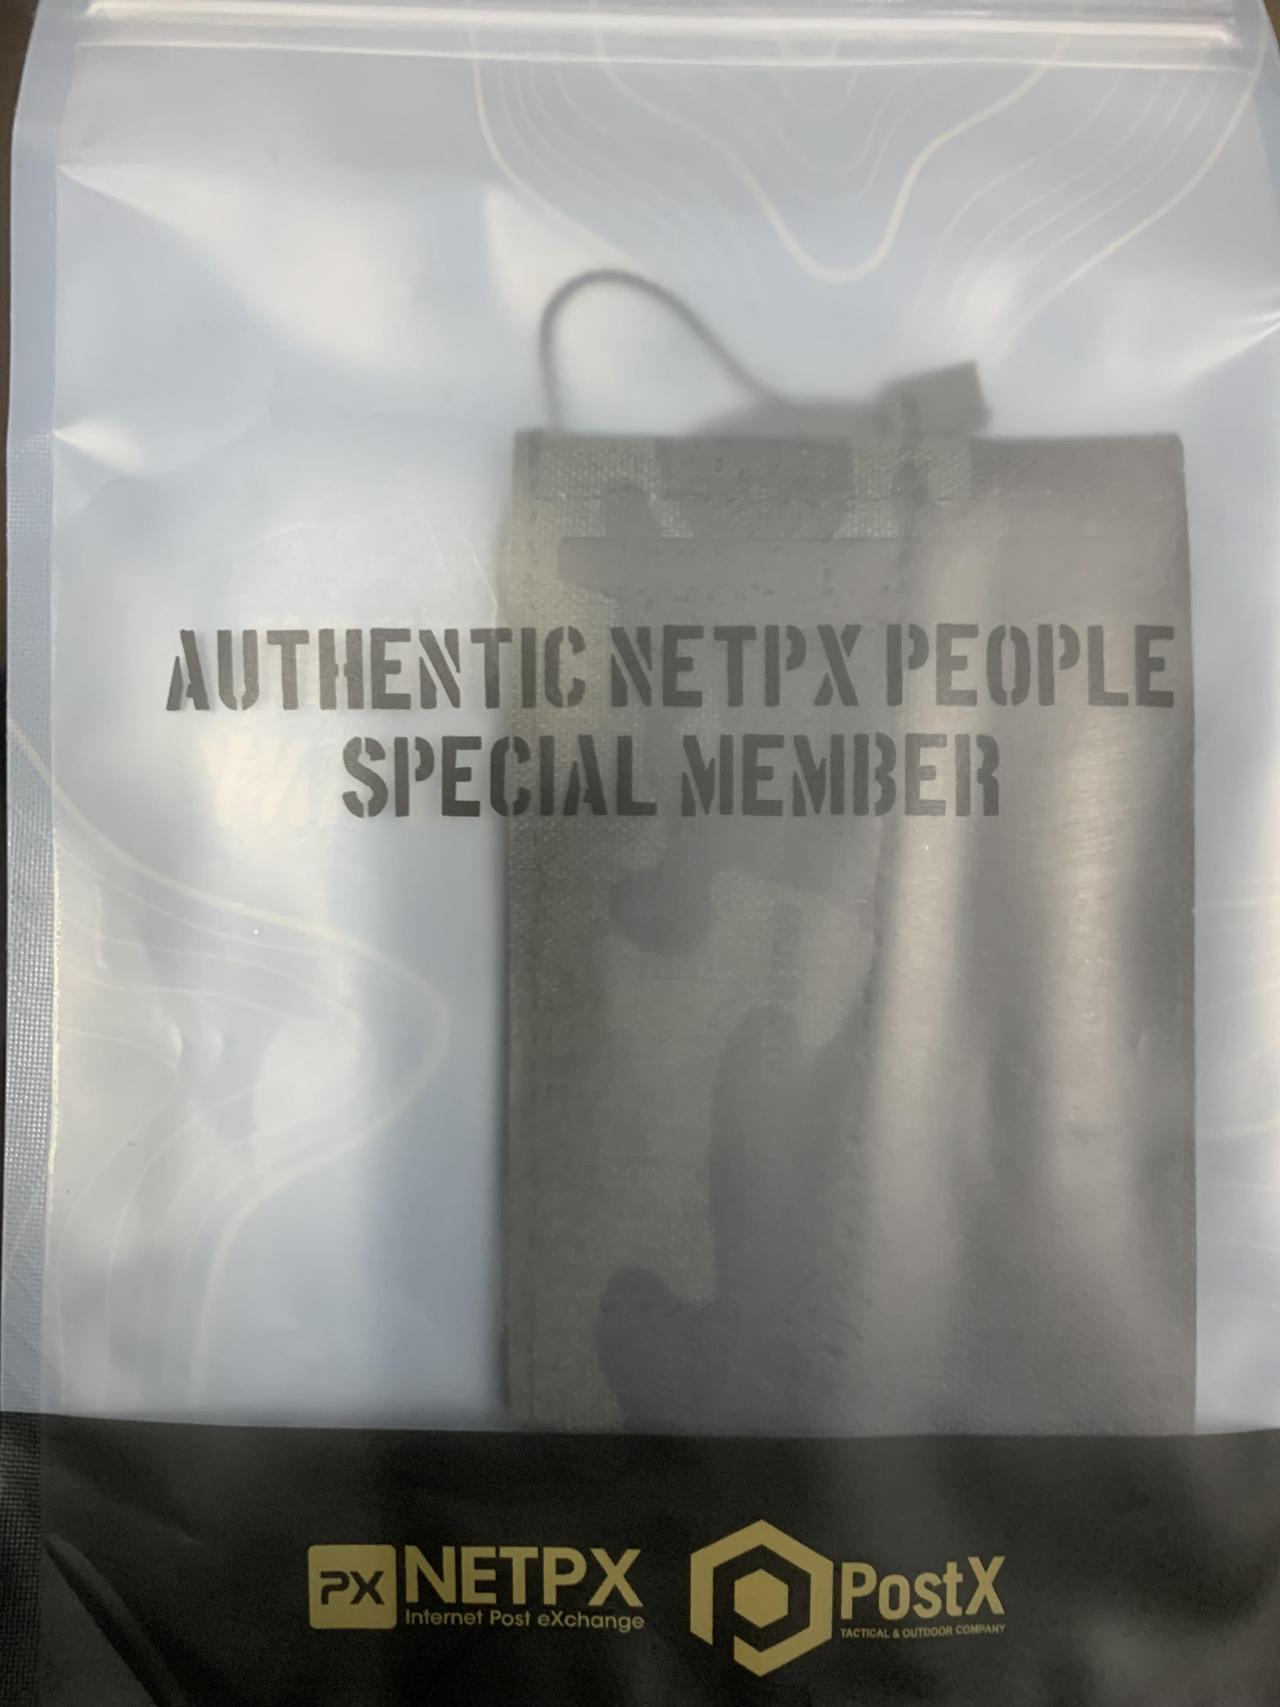 AUTHENTIC NETPX PEOPLE
SPECIAL MEMBER
PX NETPX
Internet Post eXchange
PostX
TACTICAL & OUTDOOR COMPANY